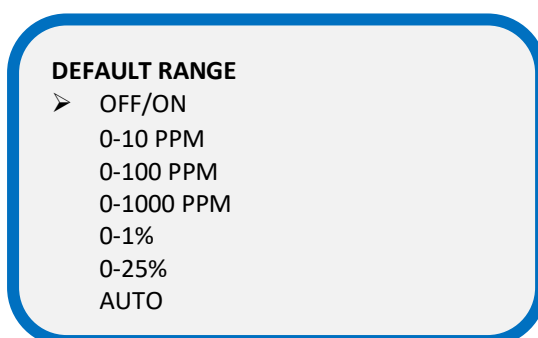 DEFAULT RANGE
➢ OFF/ON
0-10 PPM
0-100 PPM
0-1000 PPM
0-1%
0-25%
AUTO